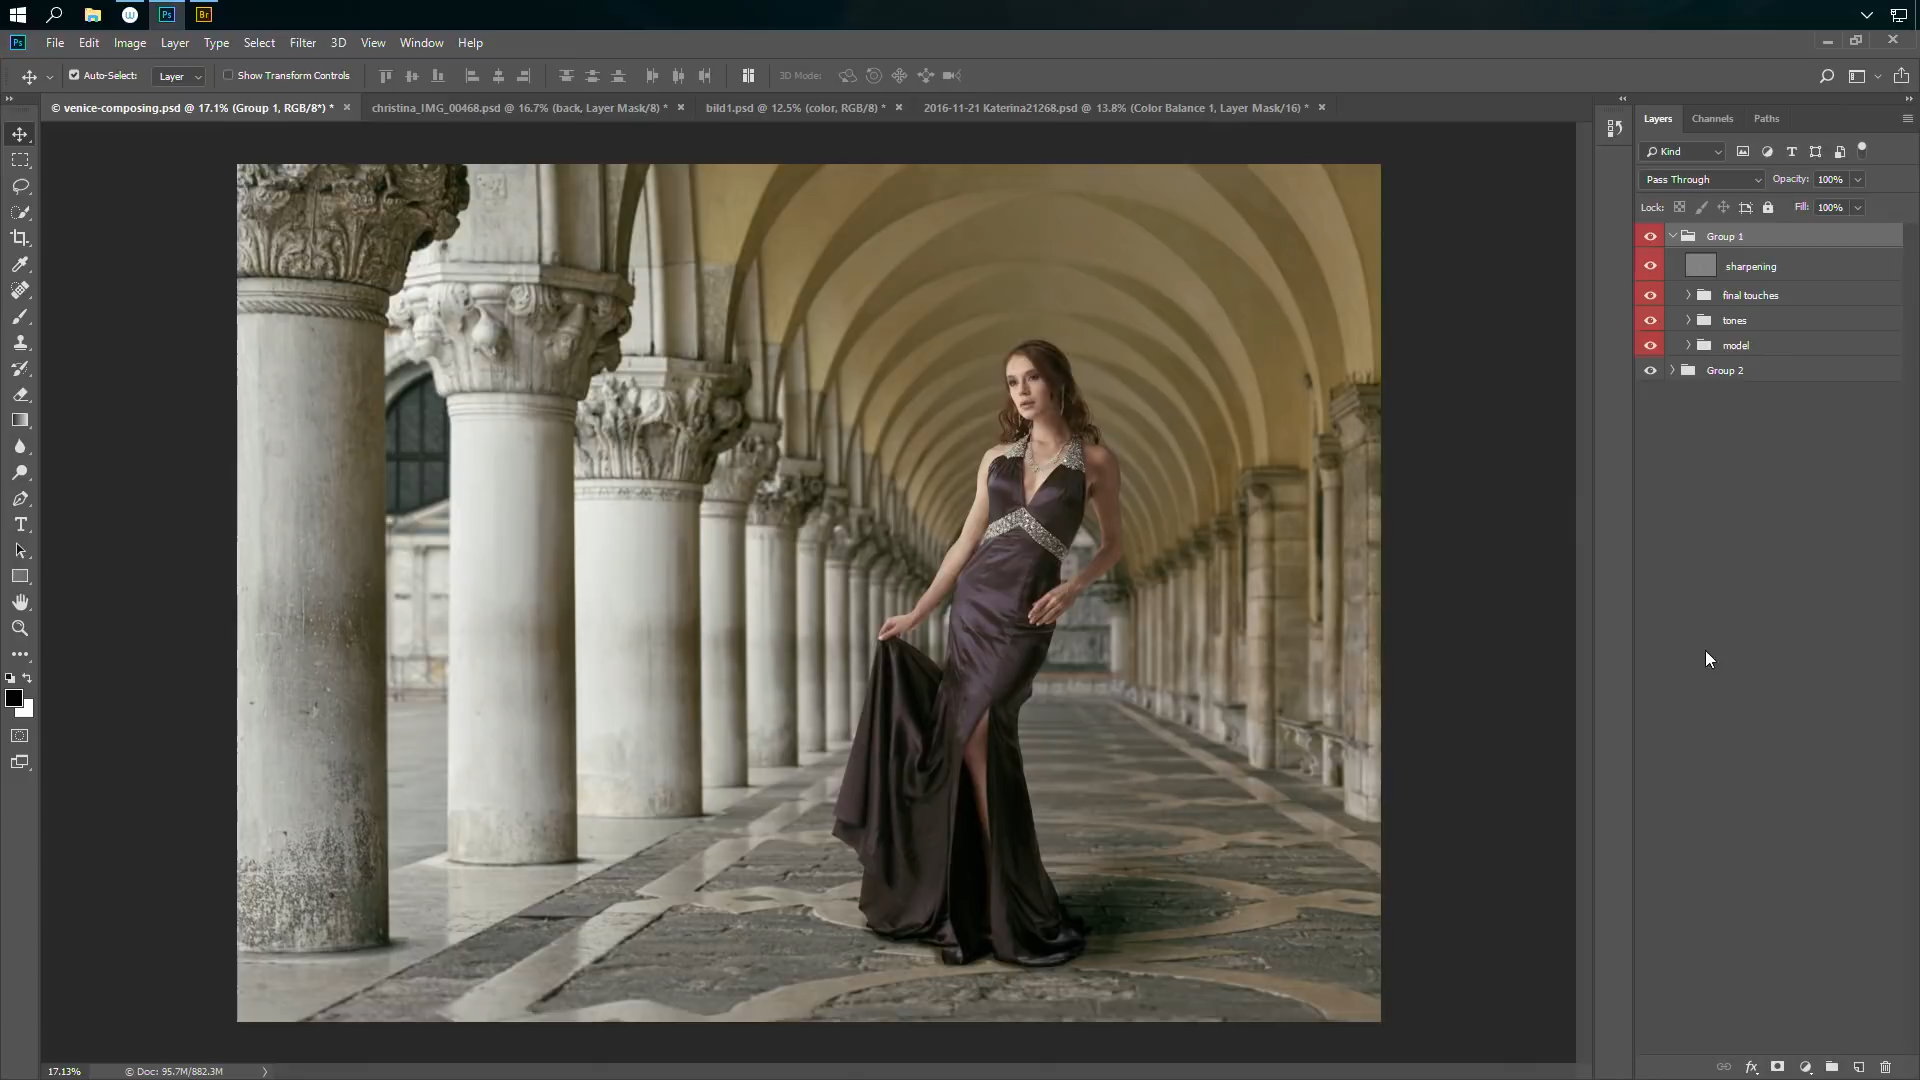 Ps Br
Ps File Edit Image Layer Type Select Filter 3D View Window Help
Auto-Select: Layer Show Transform Controls 3D Mode:
© venice-composing.psd @ 17.1% (Group 1, RGB/8*) * × christina_IMG_00468.psd @ 16.7% (back, Layer Mask/8) * × bild1.psd @ 12.5% (color, RGB/8) * × 2016-11-21 Katerina21268.psd @ 13.8% (Color Balance 1, Layer Mask/16) * ×
Layers Channels Paths
Kind
Pass Through Opacity: 100%
Lock: Fill: 100%
Group 1
sharpening
final touches
tones
model
Group 2
17.13% © Doc: 95.7M/882.3M